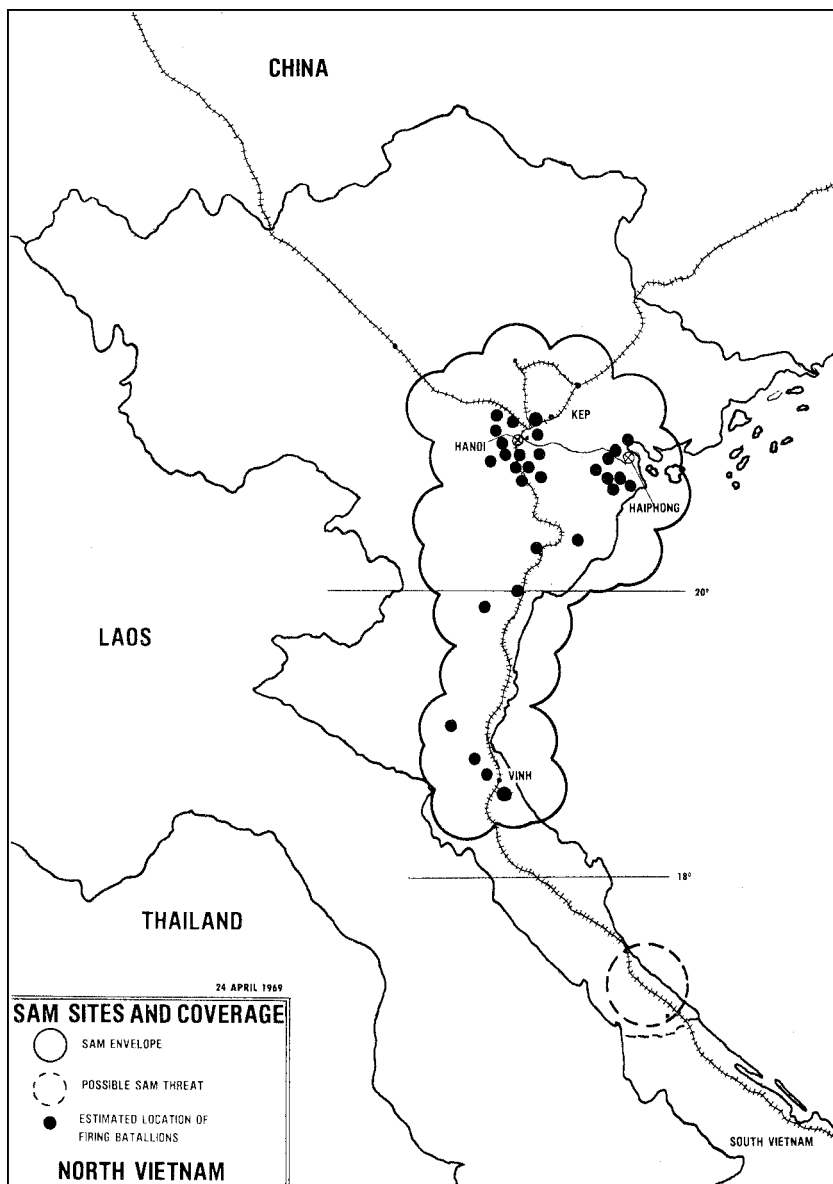 CHINA
KEP
HANOI
HAIPHONG
20°
LAOS
VINH
18°
THAILAND
24 APRIL 1969
SAM SITES AND COVERAGE
SAM ENVELOPE
POSSIBLE SAM THREAT
ESTIMATED LOCATION OF
FIRING BATALLIONS
NORTH VIETNAM
SOUTH VIETNAM